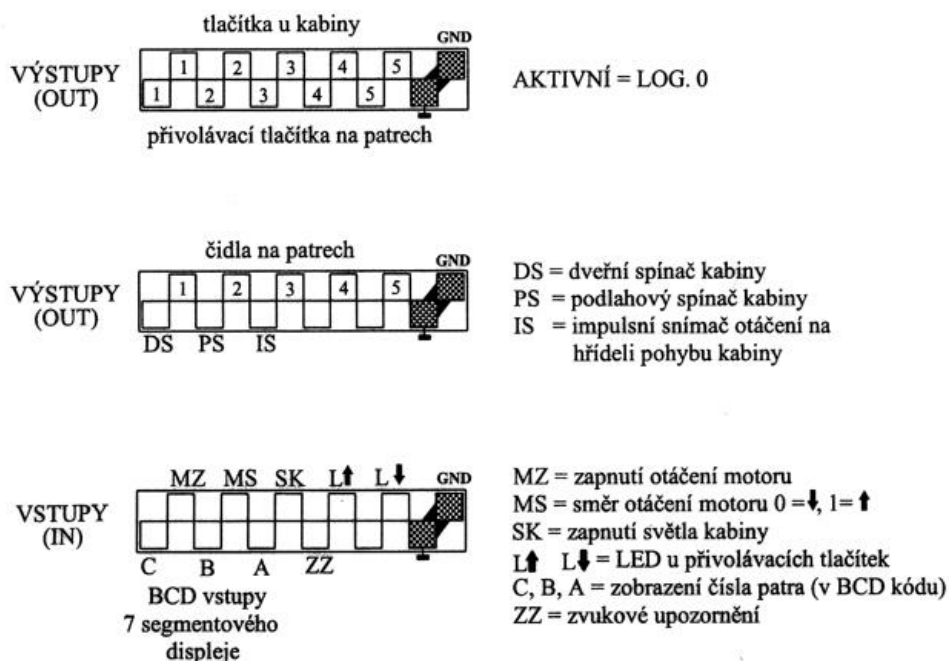 tlačítka u kabiny
GND
VÝSTUPY
(OUT)
1 2 3 4 5
1 2 3 4 5
AKTIVNÍ = LOG. 0
přivolávací tlačítka na patrech
čidla na patrech
GND
VÝSTUPY
(OUT)
1 2 3 4 5
DS PS IS
DS = dveřní spínač kabiny
PS = podlahový spínač kabiny
IS = impulsní snímač otáčení na
hřídeli pohybu kabiny
MZ MS SK L⬆ L⬇ GND
VSTUPY
(IN)
C B A ZZ
BCD vstupy
7 segmentového
displeje
MZ = zapnutí otáčení motoru
MS = směr otáčení motoru 0 =⬇, 1=⬆
SK = zapnutí světla kabiny
L⬆ L⬇ = LED u přivolávacích tlačítek
C, B, A = zobrazení čísla patra (v BCD kódu)
ZZ = zvukové upozornění